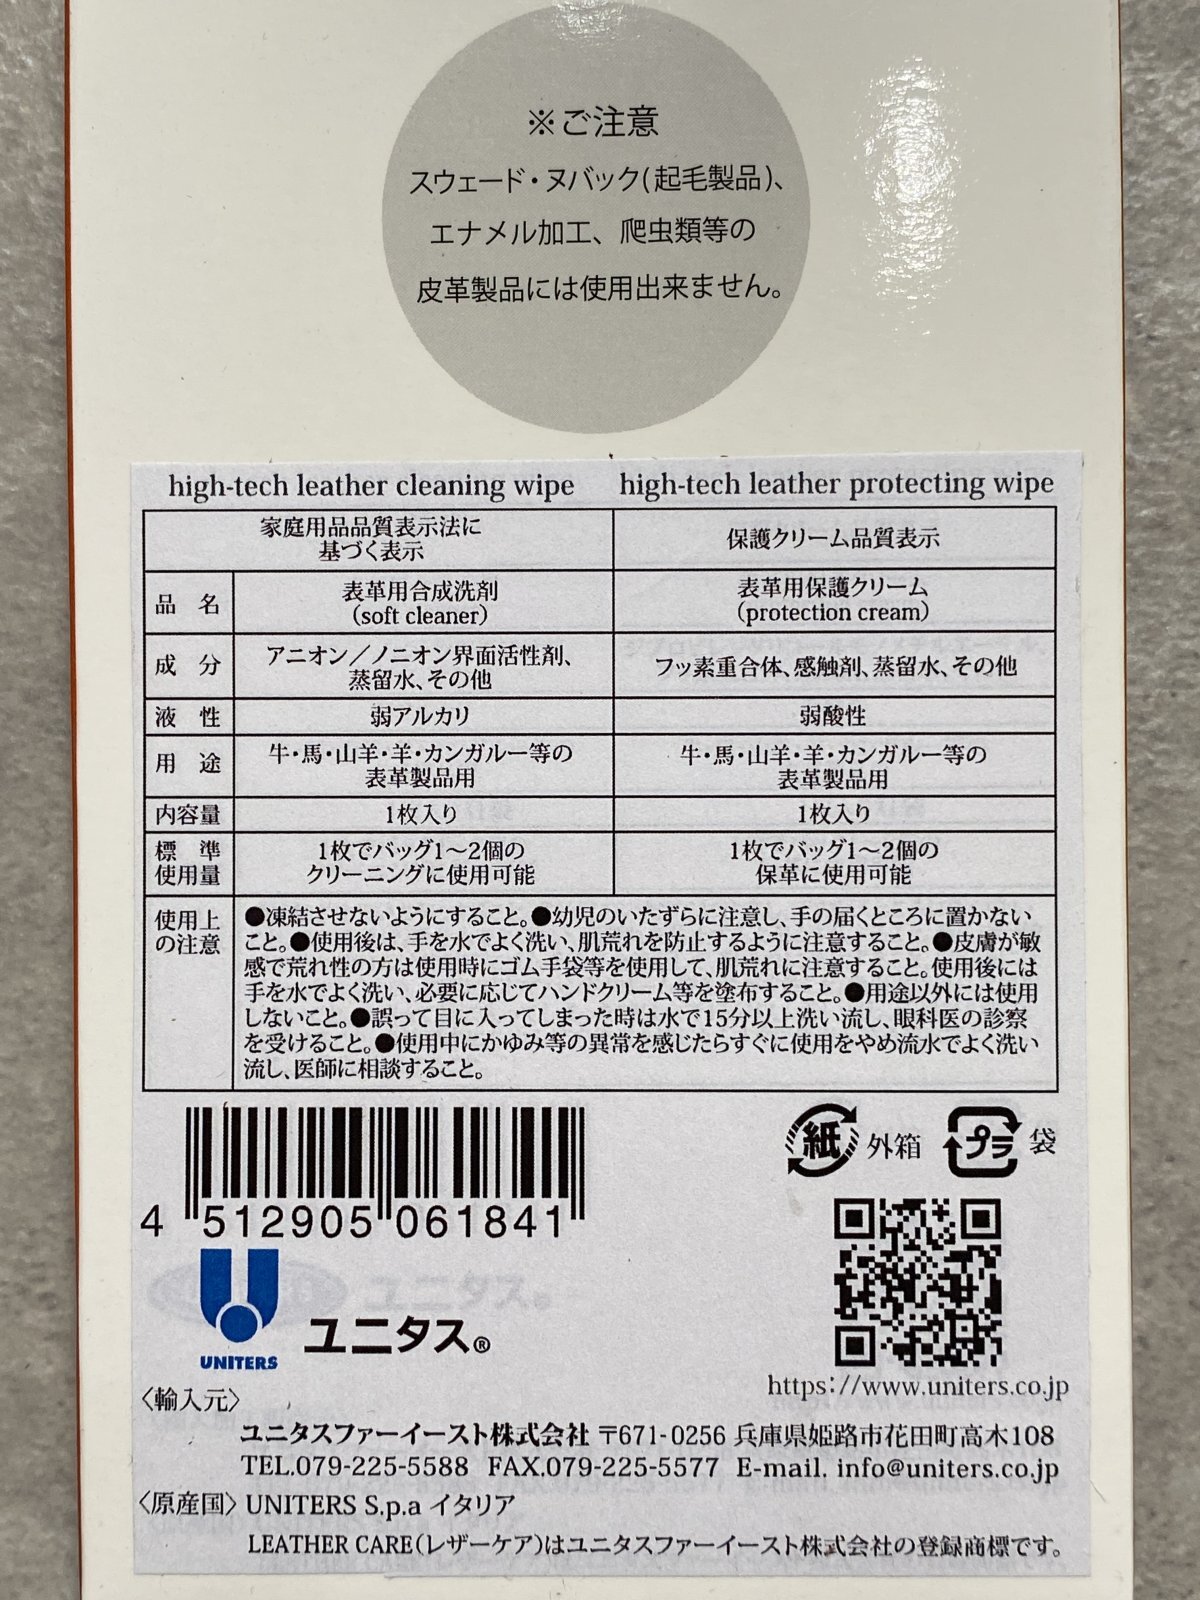 ※ご注意
スウェード・ヌバック(起毛製品)、
エナメル加工、爬虫類等の
皮革製品には使用出来ません。
high-tech leather cleaning wipe
high-tech leather protecting wipe
家庭用品品質表示法に
基づく表示
保護クリーム品質表示
品 名
表革用合成洗剤
(soft cleaner)
表革用保護クリーム
(protection cream)
成 分
アニオン/ノニオン界面活性剤、
蒸留水、その他
フッ素重合体、感触剤、蒸留水、その他
液 性
弱アルカリ
弱酸性
用 途
牛・馬・山羊・羊・カンガルー等の
表革製品用
牛・馬・山羊・羊・カンガルー等の
表革製品用
内容量
1枚入り
1枚入り
標 準
使用量
1枚でバッグ1〜2個の
クリーニングに使用可能
1枚でバッグ1〜2個の
保革に使用可能
使用上
の注意
●凍結させないようにすること。●幼児のいたずらに注意し、手の届くところに置かない
こと。●使用後は、手を水でよく洗い、肌荒れを防止するように注意すること。●皮膚が敏
感で荒れ性の方は使用時にゴム手袋等を使用して、肌荒れに注意すること。使用後には
手を水でよく洗い、必要に応じてハンドクリーム等を塗布すること。●用途以外には使用
しないこと。●誤って目に入ってしまった時は水で15分以上洗い流し、眼科医の診察
を受けること。●使用中にかゆみ等の異常を感じたらすぐに使用をやめ流水でよく洗い
流し、医師に相談すること。
紙 外箱 プラ 袋
4 512905 061841
UNITERS
ユニタス®
https://www.uniters.co.jp
〈輸入元〉
ユニタスファーイースト株式会社 〒671-0256 兵庫県姫路市花田町高木108
TEL.079-225-5588 FAX.079-225-5577 E-mail. info@uniters.co.jp
〈原産国〉UNITERS S.p.a イタリア
LEATHER CARE(レザーケア)はユニタスファーイースト株式会社の登録商標です。